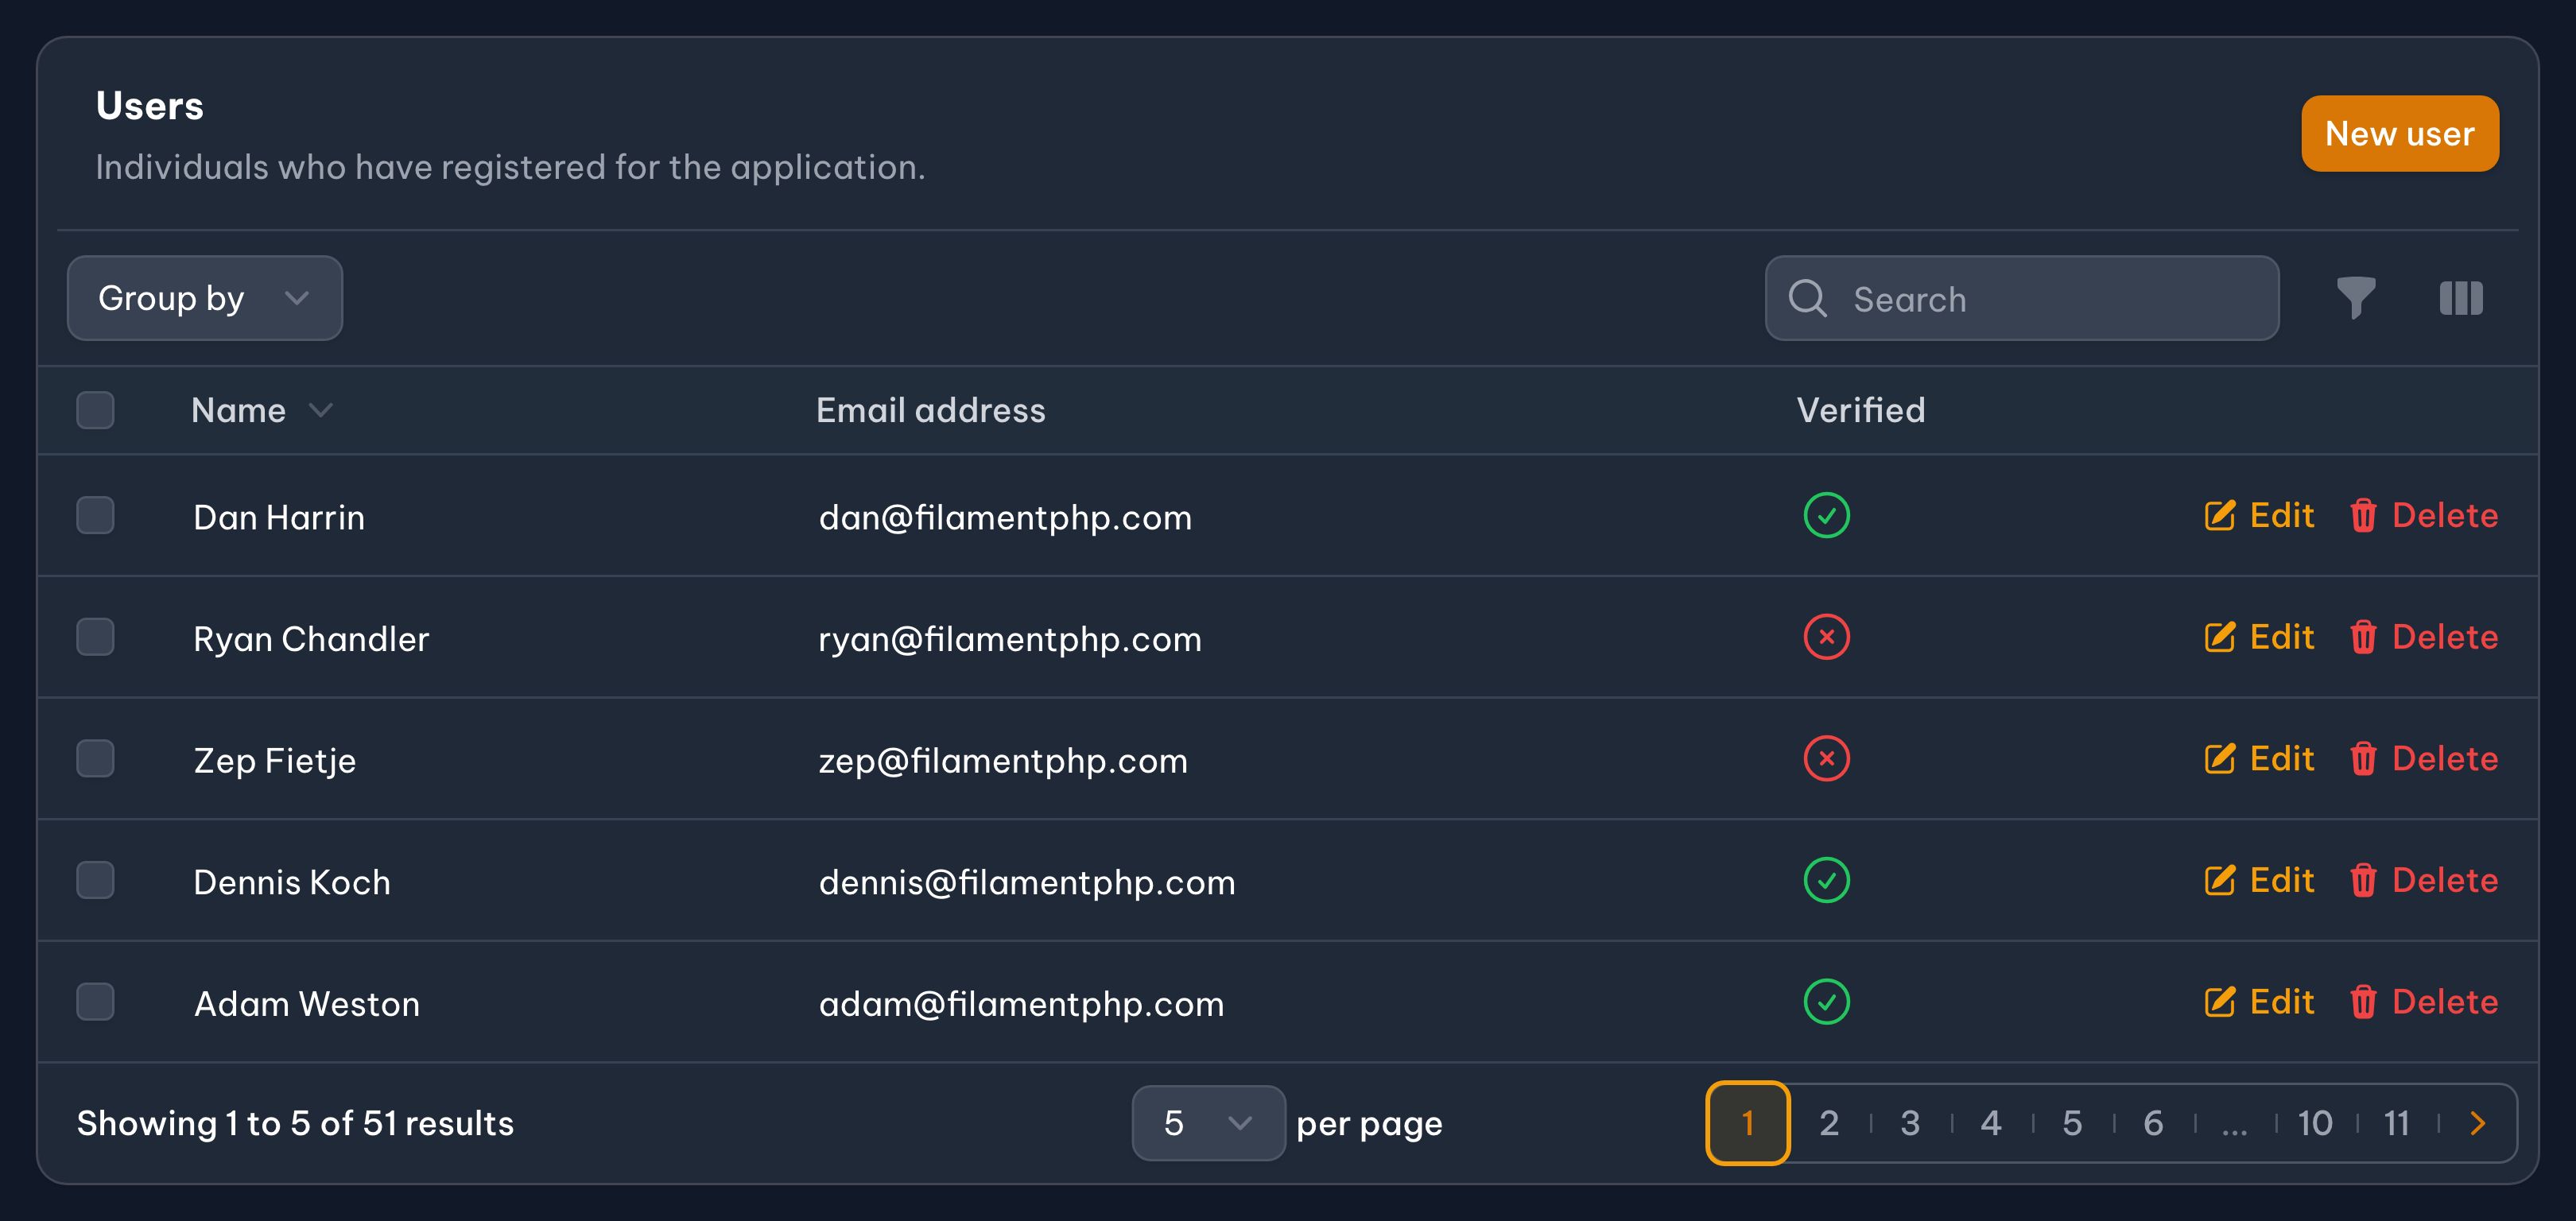 Users
New user
Individuals who have registered for the application.
Group by
Search
Name Email address Verified
Dan Harrin dan@filamentphp.com Edit Delete
Ryan Chandler ryan@filamentphp.com Edit Delete
Zep Fietje zep@filamentphp.com Edit Delete
Dennis Koch dennis@filamentphp.com Edit Delete
Adam Weston adam@filamentphp.com Edit Delete
Showing 1 to 5 of 51 results 5 per page 1 2 3 4 5 6 ... 10 11